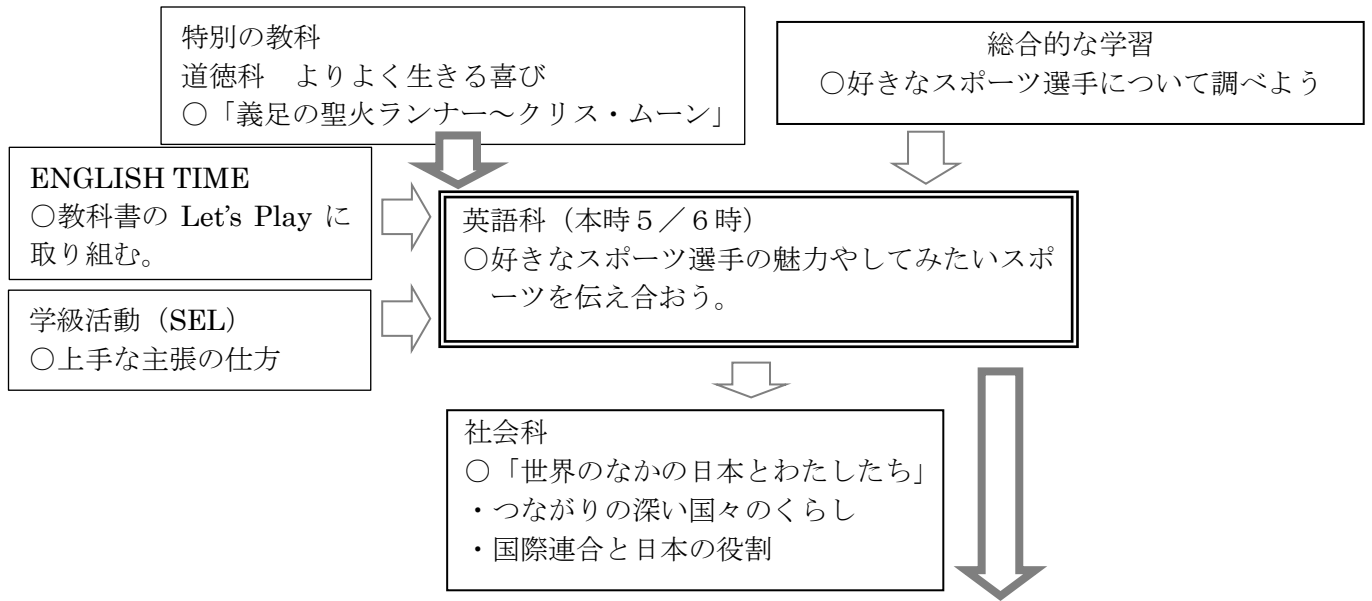 特別の教科
道徳科　よりよく生きる喜び
○「義足の聖火ランナー～クリス・ムーン」
総合的な学習
○好きなスポーツ選手について調べよう
ENGLISH TIME
○教科書の Let's Play に
取り組む。
英語科（本時５／６時）
○好きなスポーツ選手の魅力やしてみたいスポ
ーツを伝え合おう。
学級活動（SEL）
○上手な主張の仕方
社会科
○「世界のなかの日本とわたしたち」
・つながりの深い国々のくらし
・国際連合と日本の役割